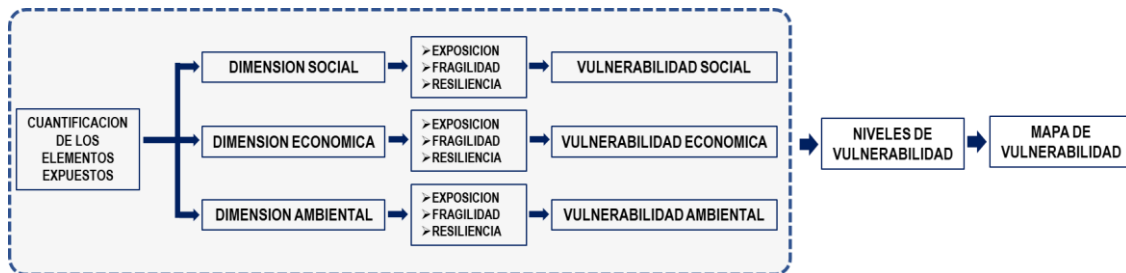 CUANTIFICACION
DE LOS
ELEMENTOS
EXPUESTOS
DIMENSION SOCIAL
➢EXPOSICION
➢FRAGILIDAD
➢RESILIENCIA
VULNERABILIDAD SOCIAL
DIMENSION ECONOMICA
➢EXPOSICION
➢FRAGILIDAD
➢RESILIENCIA
VULNERABILIDAD ECONOMICA
DIMENSION AMBIENTAL
➢EXPOSICION
➢FRAGILIDAD
➢RESILIENCIA
VULNERABILIDAD AMBIENTAL
NIVELES DE
VULNERABILIDAD
MAPA DE
VULNERABILIDAD